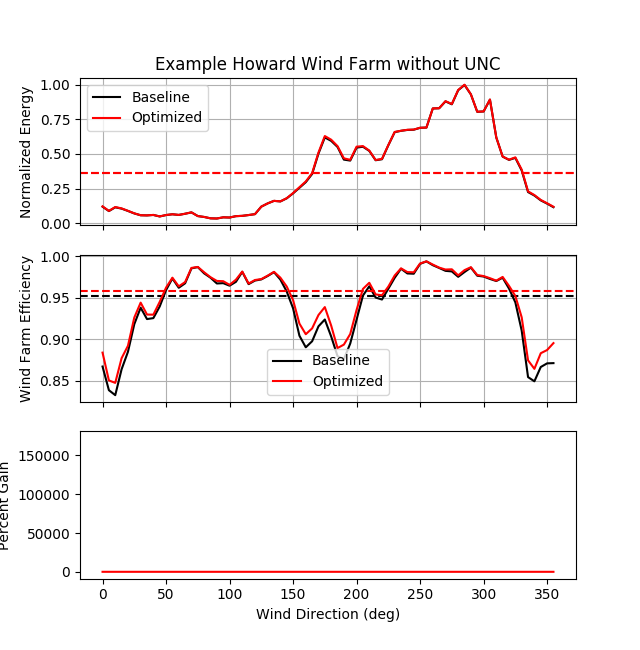 Example Howard Wind Farm without UNC
Normalized Energy
1.00
0.75
0.50
0.25
0.00
Baseline
Optimized
Wind Farm Efficiency
1.00
0.95
0.90
0.85
Baseline
Optimized
Percent Gain
150000
100000
50000
0
0 50 100 150 200 250 300 350
Wind Direction (deg)